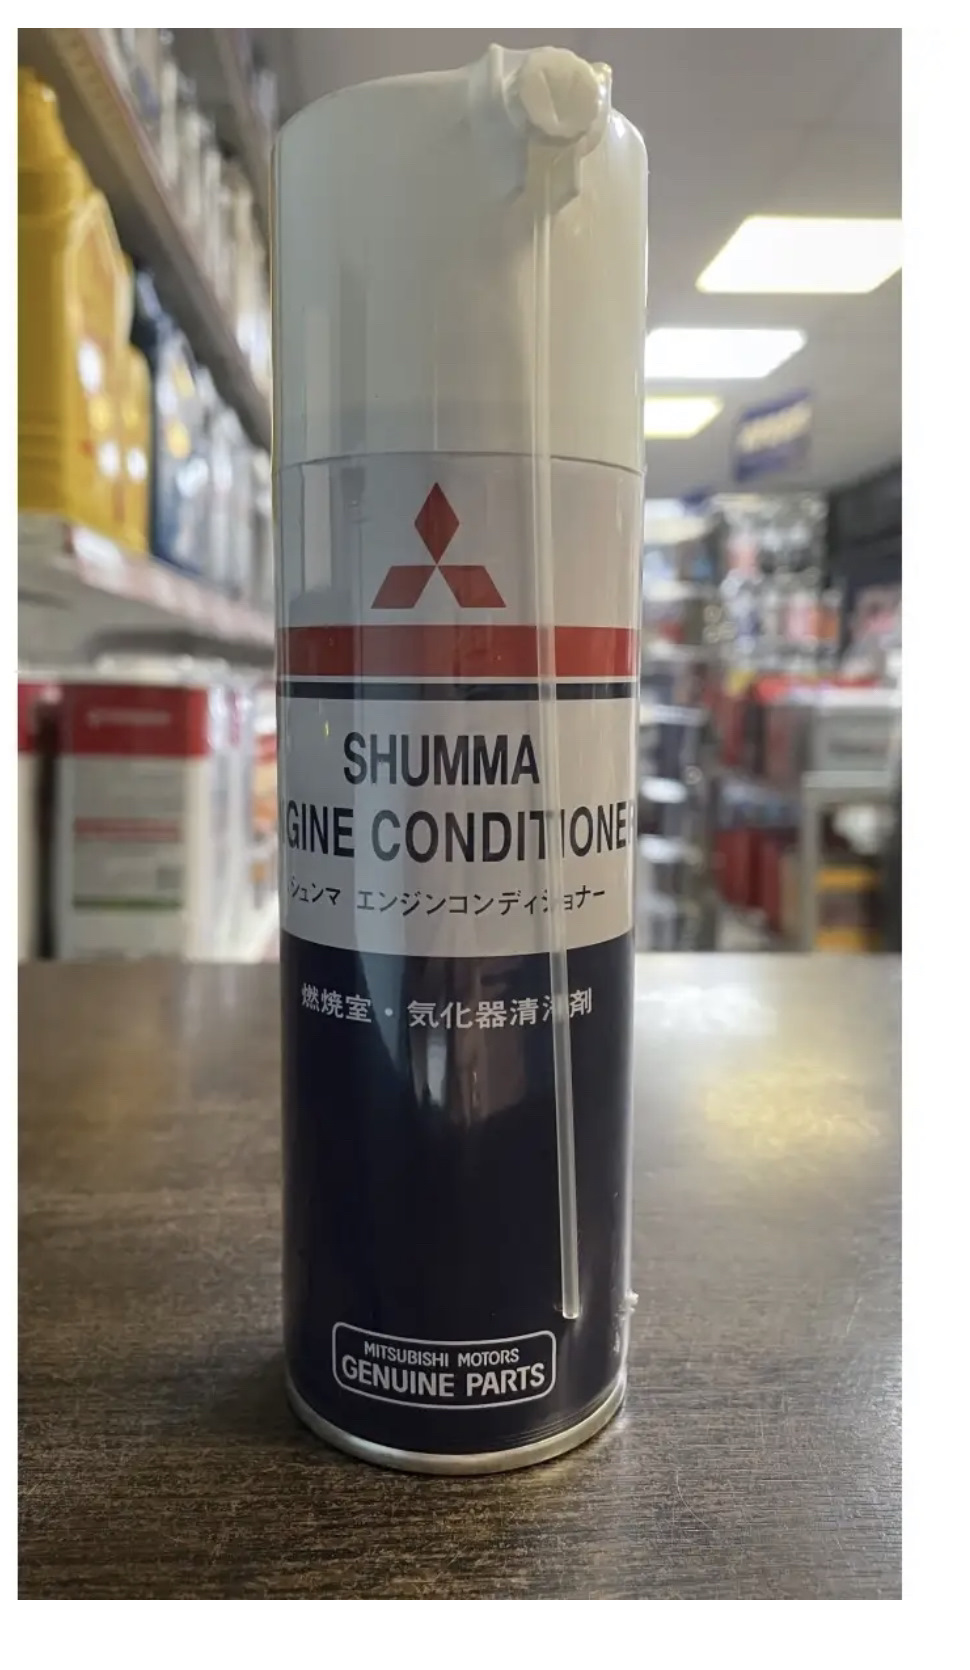 SHUMMA
GINE CONDITIONE
シュンマ エンジンコンディショナー
燃焼室・気化器清浄剤
MITSUBISHI MOTORS
GENUINE PARTS